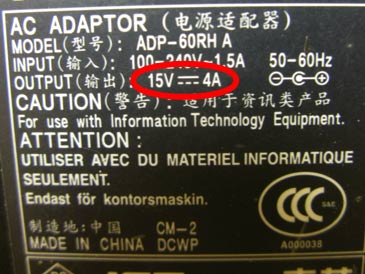 AC ADAPTOR (电源适配器)
MODEL(型号): ADP-60RH A
INPUT(输入): 100-240V~1.5A 50-60Hz
OUTPUT(输出): 15V 4A
CAUTION(警告): 适用于资讯类产品
For use with Information Technology Equipment.
ATTENTION :
UTILISER AVEC DU MATERIEL INFORMATIQUE
SEULEMENT.
Endast för kontorsmaskin.
CCC S&E
制造地:中国 CM-2
MADE IN CHINA DCWP
A000038